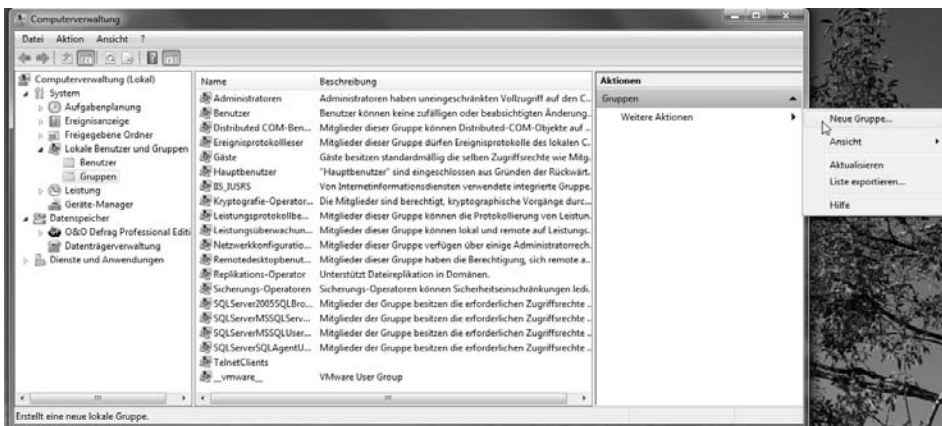 Computerverwaltung
Datei Aktion Ansicht ?
Computerverwaltung (Lokal)
System
Aufgabenplanung
Ereignisanzeige
Freigegebene Ordner
Lokale Benutzer und Gruppen
Benutzer
Gruppen
Leistung
Geräte-Manager
Datenspeicher
O&O Defrag Professional Editi
Datenträgerverwaltung
Dienste und Anwendungen
Name Beschreibung
Administratoren Administratoren haben uneingeschränkten Vollzugriff auf den C...
Benutzer Benutzer können keine zufälligen oder beabsichtigten Änderung...
Distributed COM-Ben... Mitglieder dieser Gruppe können Distributed-COM-Objekte auf ...
Ereignisprotokollleser Mitglieder dieser Gruppe dürfen Ereignisprotokolle des lokalen C...
Gäste Gäste besitzen standardmäßig die selben Zugriffsrechte wie Mitg...
Hauptbenutzer "Hauptbenutzer" sind eingeschlossen aus Gründen der Rückwärt...
IIS_IUSRS Von Internetinformationsdiensten verwendete integrierte Gruppe.
Kryptografie-Operator... Die Mitglieder sind berechtigt, kryptographische Vorgänge durc...
Leistungsprotokollbe... Mitglieder dieser Gruppe können die Protokollierung von Leistun...
Leistungsüberwachun... Mitglieder dieser Gruppe können lokal und remote auf Leistungs...
Netzwerkkonfiguratio... Mitglieder dieser Gruppe verfügen über einige Administratorrech...
Remotedesktopbenut... Mitglieder dieser Gruppe haben die Berechtigung, sich remote a...
Replikations-Operator Unterstützt Dateireplikation in Domänen.
Sicherungs-Operatoren Sicherungs-Operatoren können Sicherheitseinschränkungen ledi...
SQLServer2005SQLBro... Mitglieder der Gruppe besitzen die erforderlichen Zugriffsrechte ...
SQLServerMSSQLServ... Mitglieder der Gruppe besitzen die erforderlichen Zugriffsrechte ...
SQLServerMSSQLUser... Mitglieder der Gruppe besitzen die erforderlichen Zugriffsrechte ...
SQLServerSQLAgentU... Mitglieder der Gruppe besitzen die erforderlichen Zugriffsrechte ...
TelnetClients
__vmware__ VMware User Group
Aktionen
Gruppen
Weitere Aktionen
Neue Gruppe...
Ansicht
Aktualisieren
Liste exportieren...
Hilfe
Erstellt eine neue lokale Gruppe.